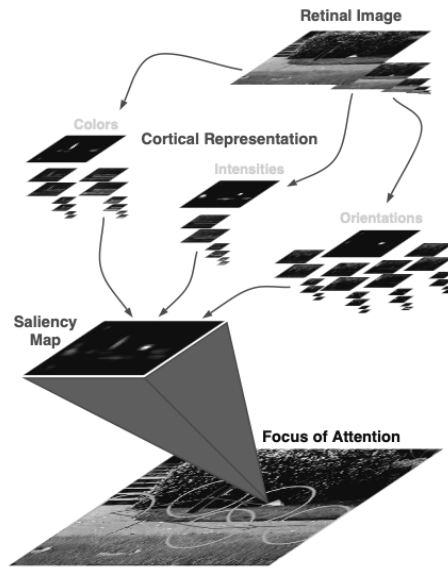 Retinal Image
Colors
Cortical Representation
Intensities
Orientations
Saliency
Map
Focus of Attention